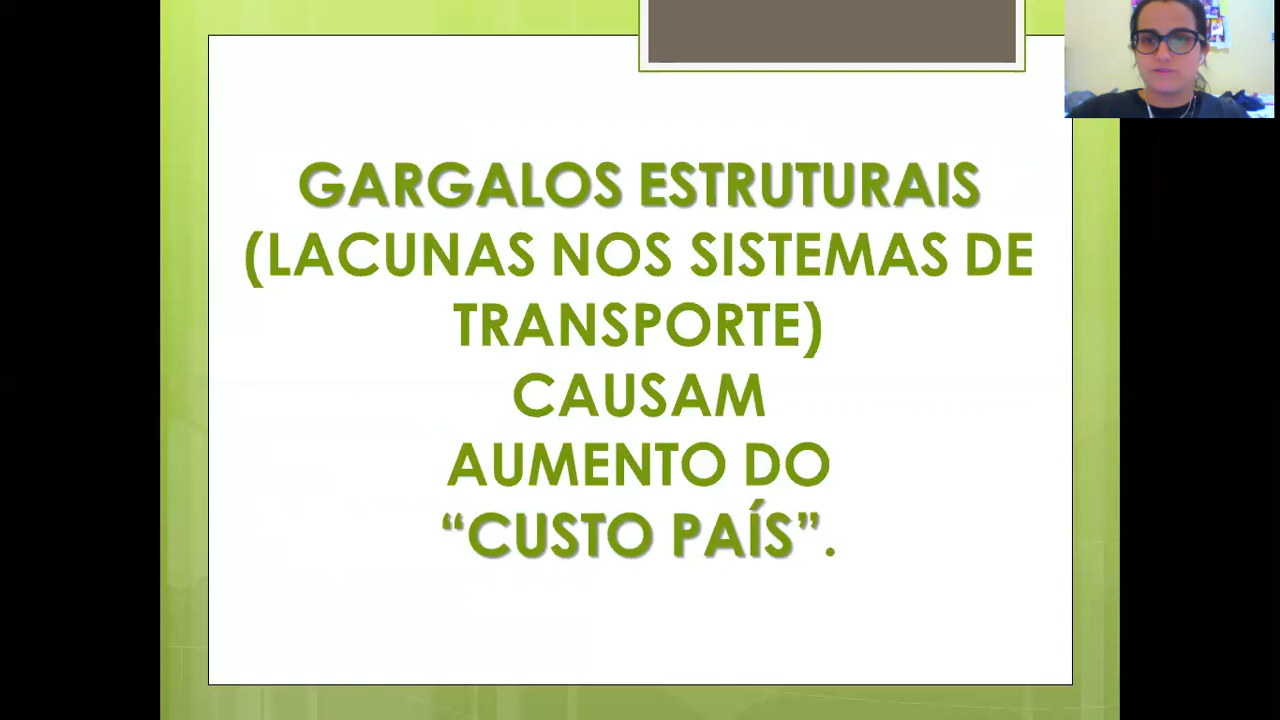 GARGALOS ESTRUTURAIS
(LACUNAS NOS SISTEMAS DE
TRANSPORTE)
CAUSAM
AUMENTO DO
“CUSTO PAÍS”.